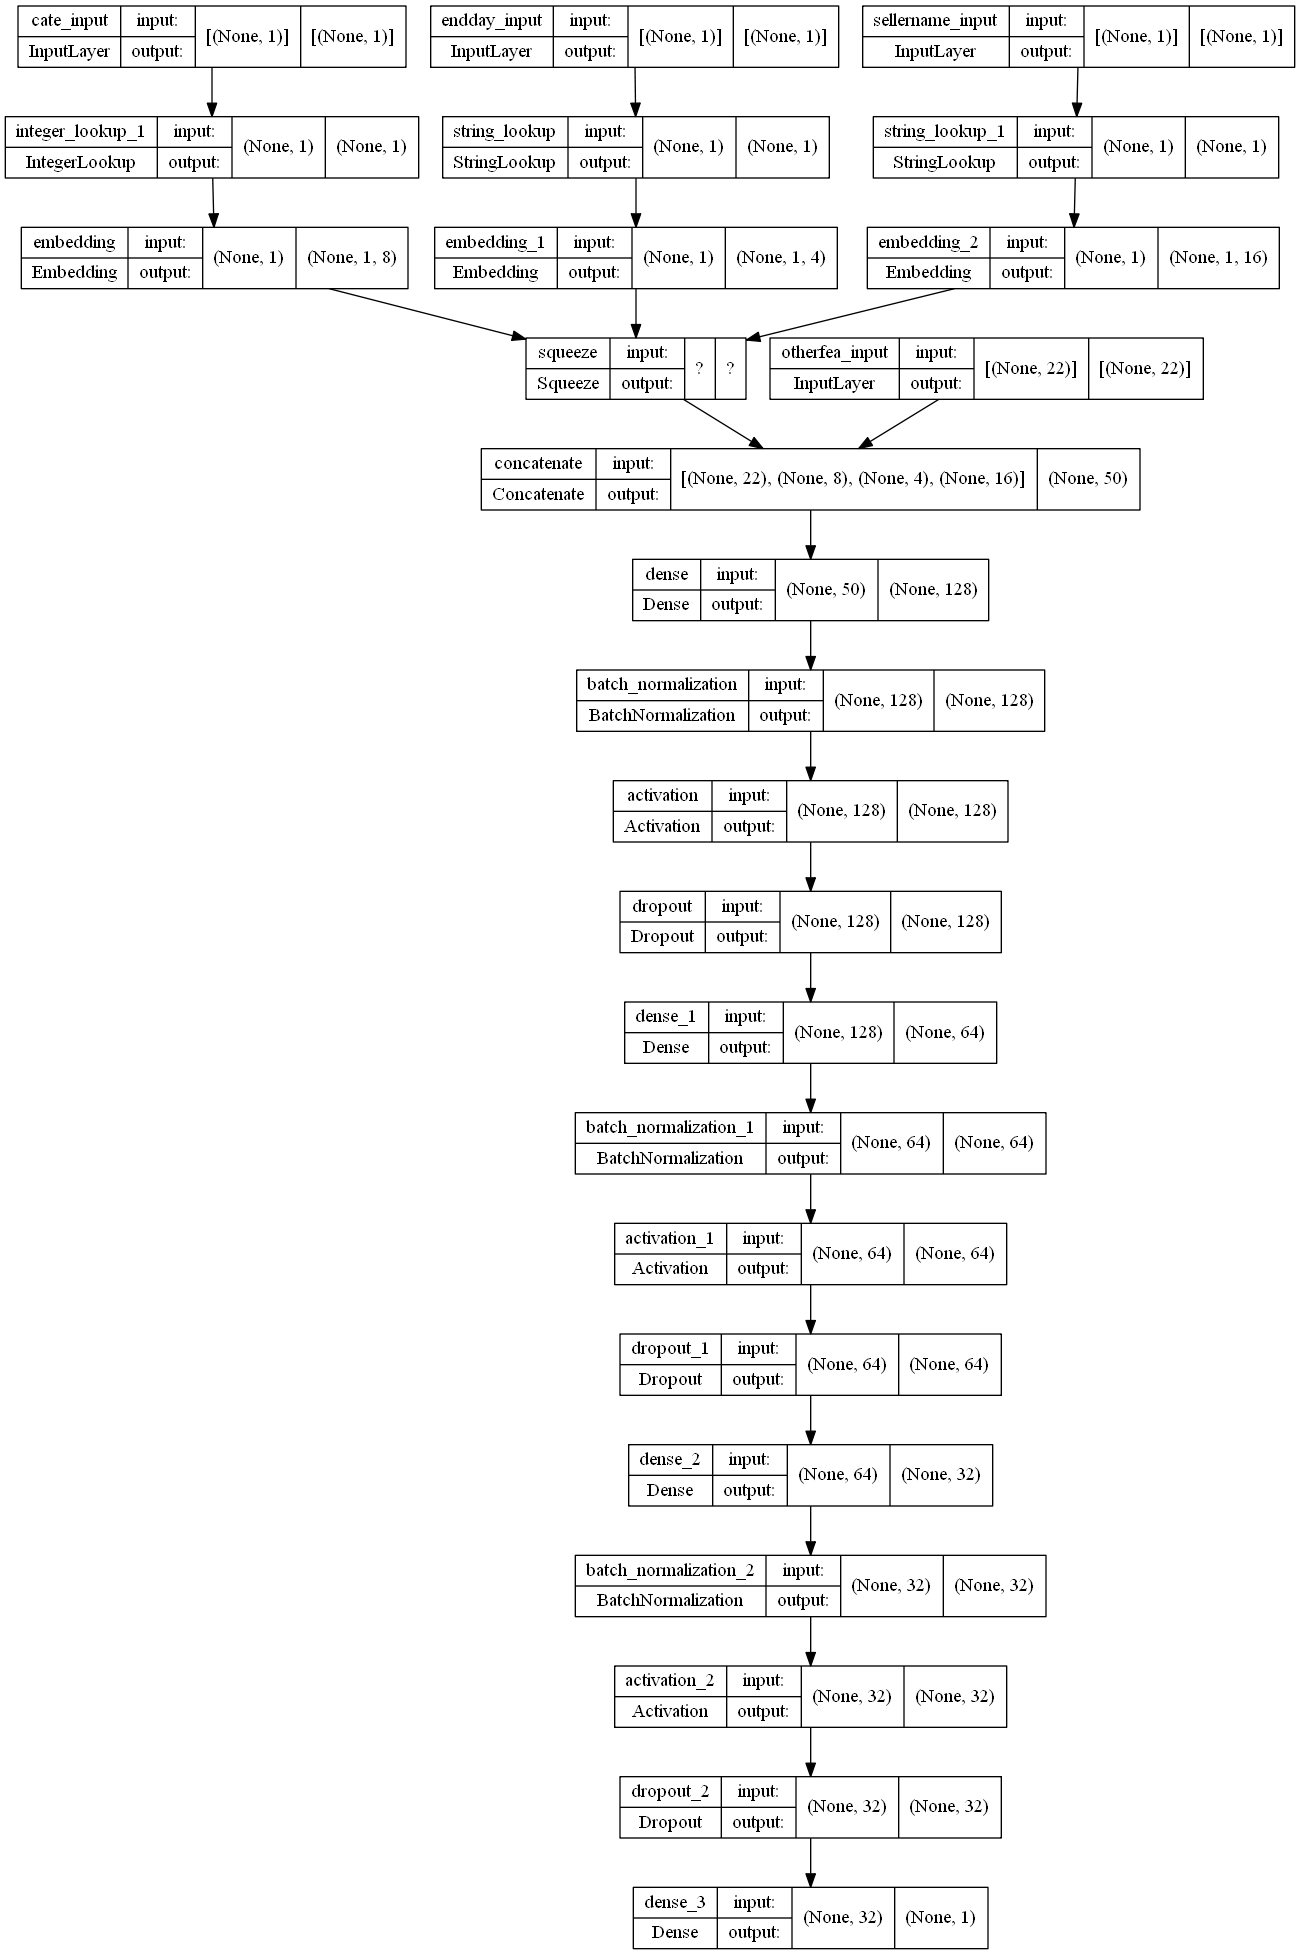 cate_input input: [(None, 1)] [(None, 1)]
InputLayer output:
endday_input input: [(None, 1)] [(None, 1)]
InputLayer output:
sellername_input input: [(None, 1)] [(None, 1)]
InputLayer output:
integer_lookup_1 input: (None, 1) (None, 1)
IntegerLookup output:
string_lookup input: (None, 1) (None, 1)
StringLookup output:
string_lookup_1 input: (None, 1) (None, 1)
StringLookup output:
embedding input: (None, 1) (None, 1, 8)
Embedding output:
embedding_1 input: (None, 1) (None, 1, 4)
Embedding output:
embedding_2 input: (None, 1) (None, 1, 16)
Embedding output:
squeeze input: ? ?
Squeeze output:
otherfea_input input: [(None, 22)] [(None, 22)]
InputLayer output:
concatenate input: [(None, 22), (None, 8), (None, 4), (None, 16)] (None, 50)
Concatenate output:
dense input: (None, 50) (None, 128)
Dense output:
batch_normalization input: (None, 128) (None, 128)
BatchNormalization output:
activation input: (None, 128) (None, 128)
Activation output:
dropout input: (None, 128) (None, 128)
Dropout output:
dense_1 input: (None, 128) (None, 64)
Dense output:
batch_normalization_1 input: (None, 64) (None, 64)
BatchNormalization output:
activation_1 input: (None, 64) (None, 64)
Activation output:
dropout_1 input: (None, 64) (None, 64)
Dropout output:
dense_2 input: (None, 64) (None, 32)
Dense output:
batch_normalization_2 input: (None, 32) (None, 32)
BatchNormalization output:
activation_2 input: (None, 32) (None, 32)
Activation output:
dropout_2 input: (None, 32) (None, 32)
Dropout output:
dense_3 input: (None, 32) (None, 1)
Dense output: